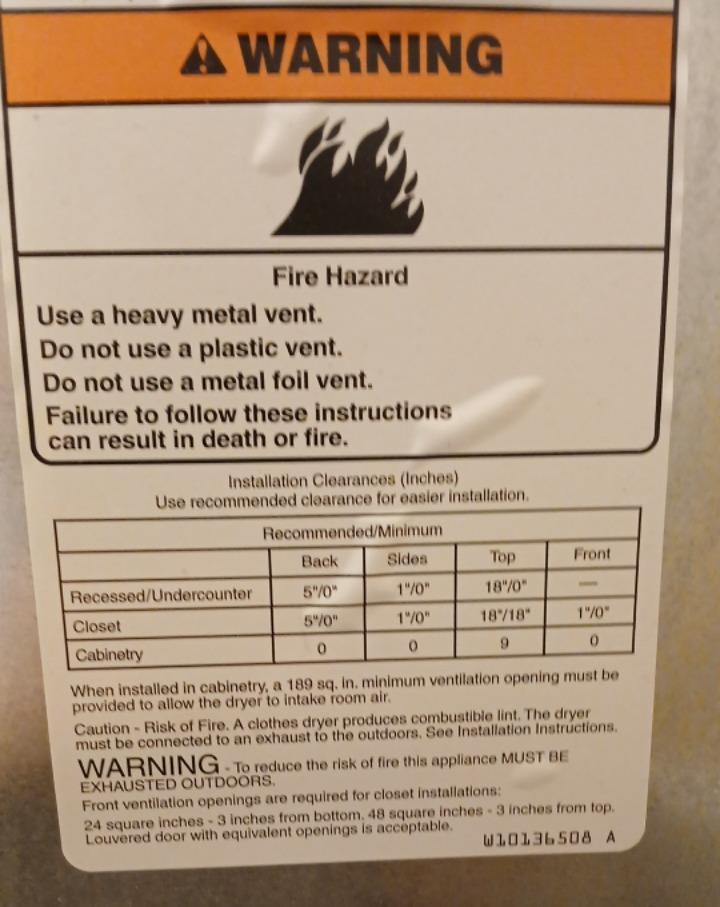 WARNING
Fire Hazard
Use a heavy metal vent.
Do not use a plastic vent.
Do not use a metal foil vent.
Failure to follow these instructions
can result in death or fire.
Installation Clearances (Inches)
Use recommended clearance for easier installation.
Recommended/Minimum
Back Sides Top Front
Recessed/Undercounter 5"/0" 1"/0" 18"/0" —
Closet 5"/0" 1"/0" 18"/18" 1"/0"
Cabinetry 0 0 9 0
When installed in cabinetry, a 189 sq. in. minimum ventilation opening must be
provided to allow the dryer to intake room air.
Caution - Risk of Fire. A clothes dryer produces combustible lint. The dryer
must be connected to an exhaust to the outdoors. See Installation Instructions.
WARNING - To reduce the risk of fire this appliance MUST BE
EXHAUSTED OUTDOORS.
Front ventilation openings are required for closet installations:
24 square inches - 3 inches from bottom. 48 square inches - 3 inches from top.
Louvered door with equivalent openings is acceptable.
W10136508 A